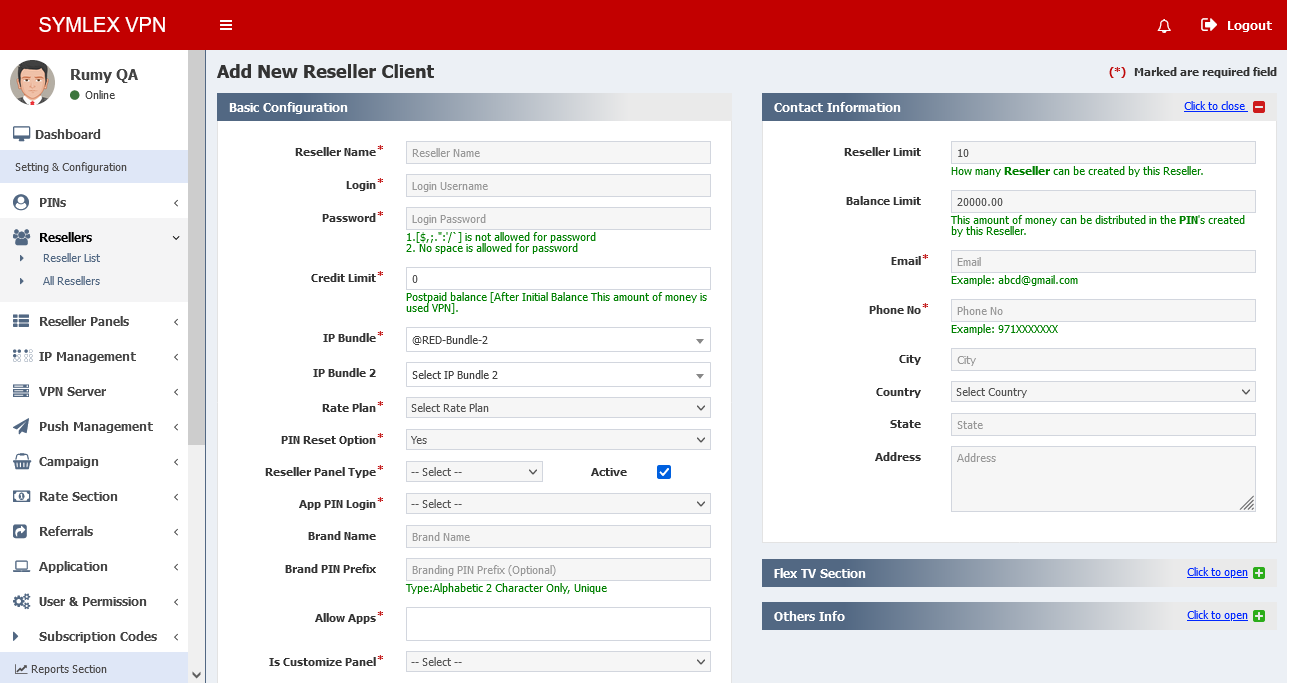 SYMLEX VPN
Logout
Rumy QA
Online
Dashboard
Setting & Configuration
PINs
Resellers
Reseller List
All Resellers
Reseller Panels
IP Management
VPN Server
Push Management
Campaign
Rate Section
Referrals
Application
User & Permission
Subscription Codes
Reports Section
Add New Reseller Client
(*) Marked are required field
Basic Configuration
Reseller Name* Reseller Name
Login* Login Username
Password* Login Password
1.[$,;.":'/`] is not allowed for password
2. No space is allowed for password
Credit Limit* 0
Postpaid balance [After Initial Balance This amount of money is
used VPN].
IP Bundle* @RED-Bundle-2
IP Bundle 2 Select IP Bundle 2
Rate Plan* Select Rate Plan
PIN Reset Option* Yes
Reseller Panel Type* -- Select -- Active
App PIN Login* -- Select --
Brand Name Brand Name
Brand PIN Prefix Branding PIN Prefix (Optional)
Type:Alphabetic 2 Character Only, Unique
Allow Apps*
Is Customize Panel* -- Select --
Contact Information Click to close
Reseller Limit 10
How many Reseller can be created by this Reseller.
Balance Limit 20000.00
This amount of money can be distributed in the PIN's created
by this Reseller.
Email* Email
Example: abcd@gmail.com
Phone No* Phone No
Example: 971XXXXXXX
City City
Country Select Country
State State
Address Address
Flex TV Section Click to open
Others Info Click to open